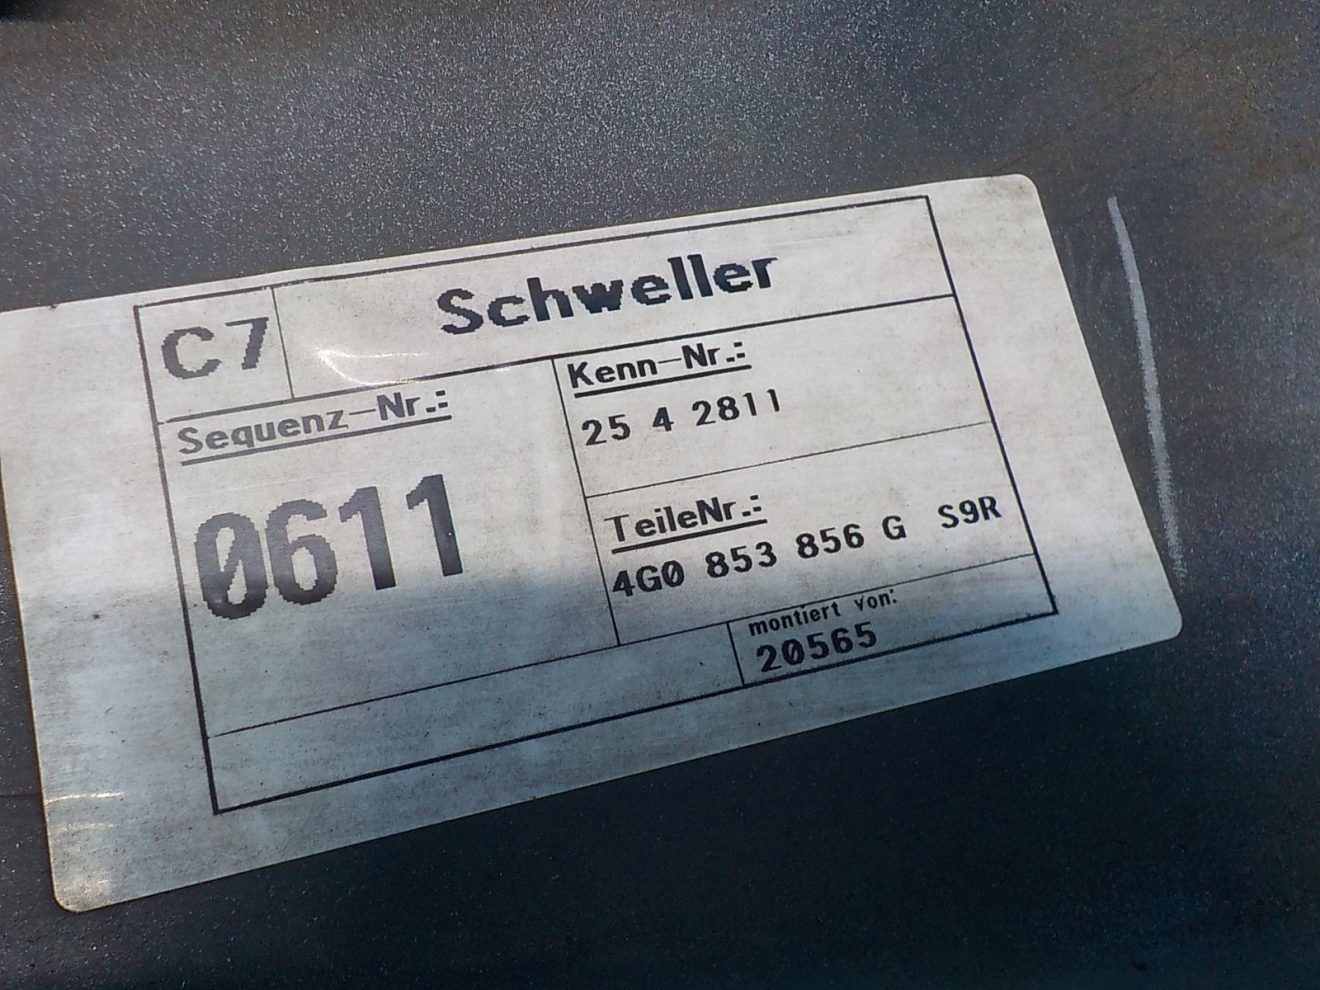 C7
Schweller
Sequenz-Nr.:
0611
Kenn-Nr.:
25 4 2811
TeileNr.:
4G0 853 856 G S9R
montiert von:
20565